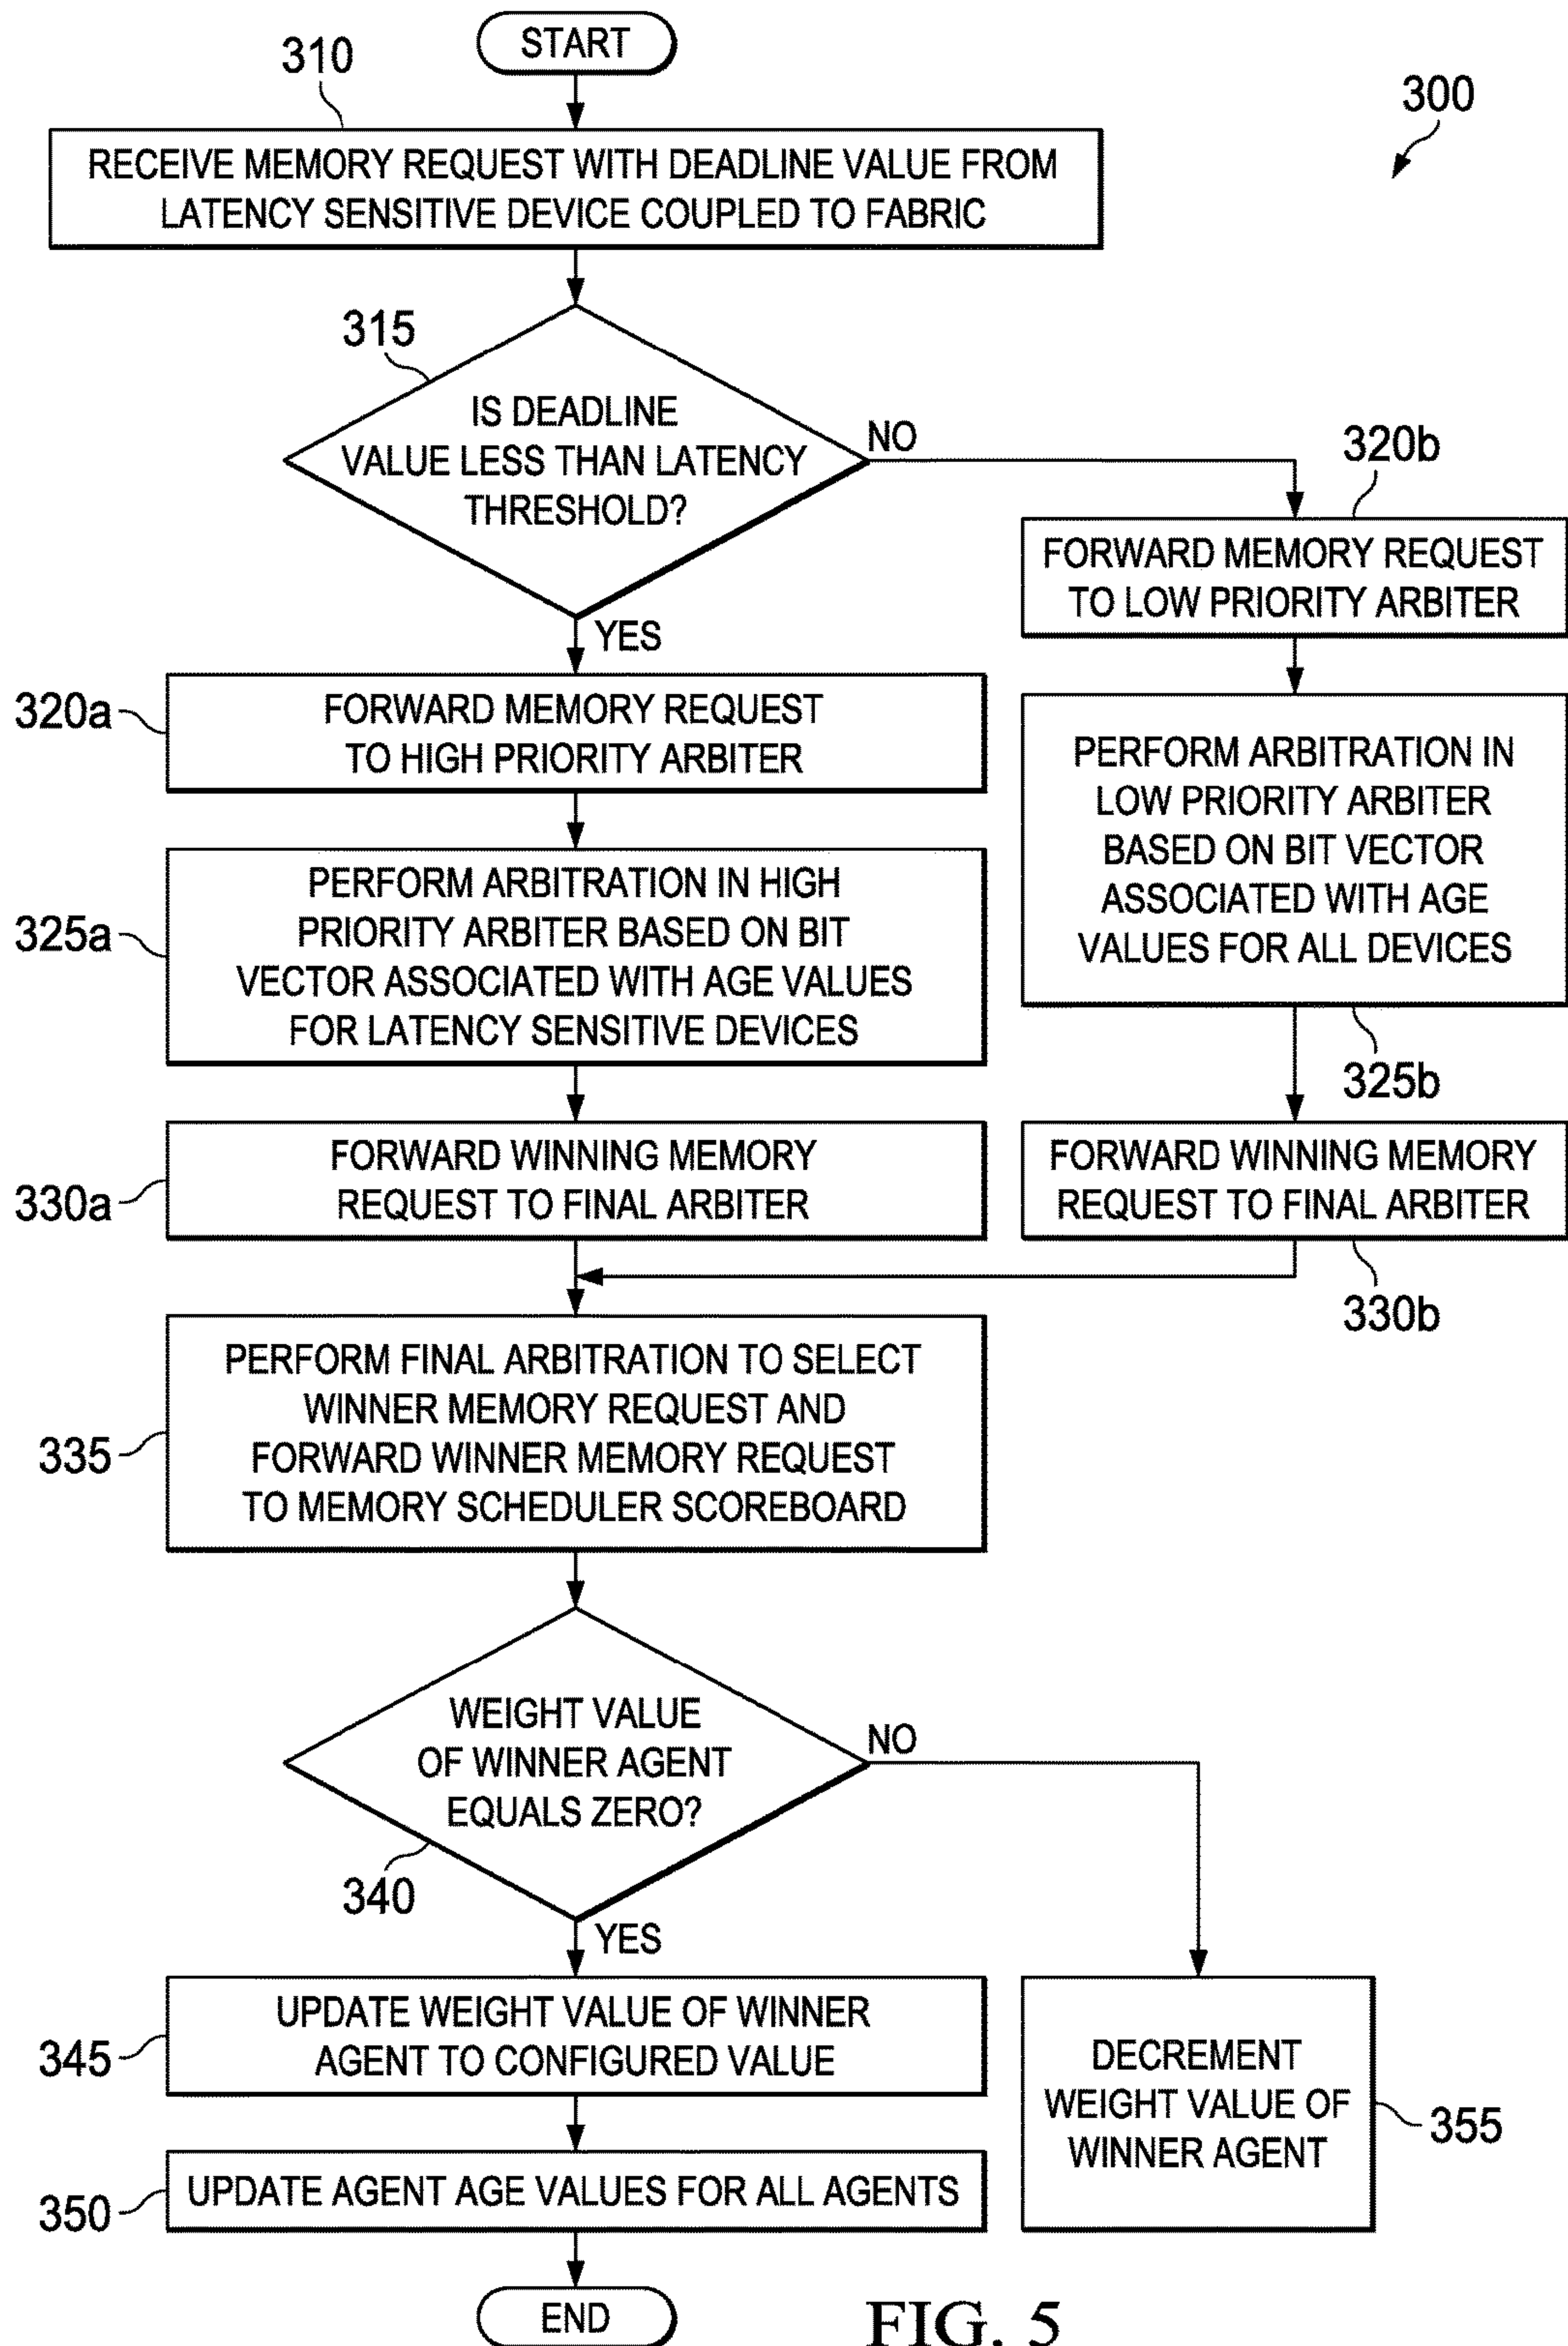 START
310
300
RECEIVE MEMORY REQUEST WITH DEADLINE VALUE FROM
LATENCY SENSITIVE DEVICE COUPLED TO FABRIC
315
IS DEADLINE
VALUE LESS THAN LATENCY
THRESHOLD?
NO
YES
320b
FORWARD MEMORY REQUEST
TO LOW PRIORITY ARBITER
320a
FORWARD MEMORY REQUEST
TO HIGH PRIORITY ARBITER
PERFORM ARBITRATION IN
LOW PRIORITY ARBITER
BASED ON BIT VECTOR
ASSOCIATED WITH AGE
VALUES FOR ALL DEVICES
325b
325a
PERFORM ARBITRATION IN HIGH
PRIORITY ARBITER BASED ON BIT
VECTOR ASSOCIATED WITH AGE VALUES
FOR LATENCY SENSITIVE DEVICES
330a
FORWARD WINNING MEMORY
REQUEST TO FINAL ARBITER
FORWARD WINNING MEMORY
REQUEST TO FINAL ARBITER
330b
335
PERFORM FINAL ARBITRATION TO SELECT
WINNER MEMORY REQUEST AND
FORWARD WINNER MEMORY REQUEST
TO MEMORY SCHEDULER SCOREBOARD
WEIGHT VALUE
OF WINNER AGENT
EQUALS ZERO?
NO
340
YES
345
UPDATE WEIGHT VALUE OF WINNER
AGENT TO CONFIGURED VALUE
DECREMENT
WEIGHT VALUE OF
WINNER AGENT
355
350
UPDATE AGENT AGE VALUES FOR ALL AGENTS
END
FIG. 5